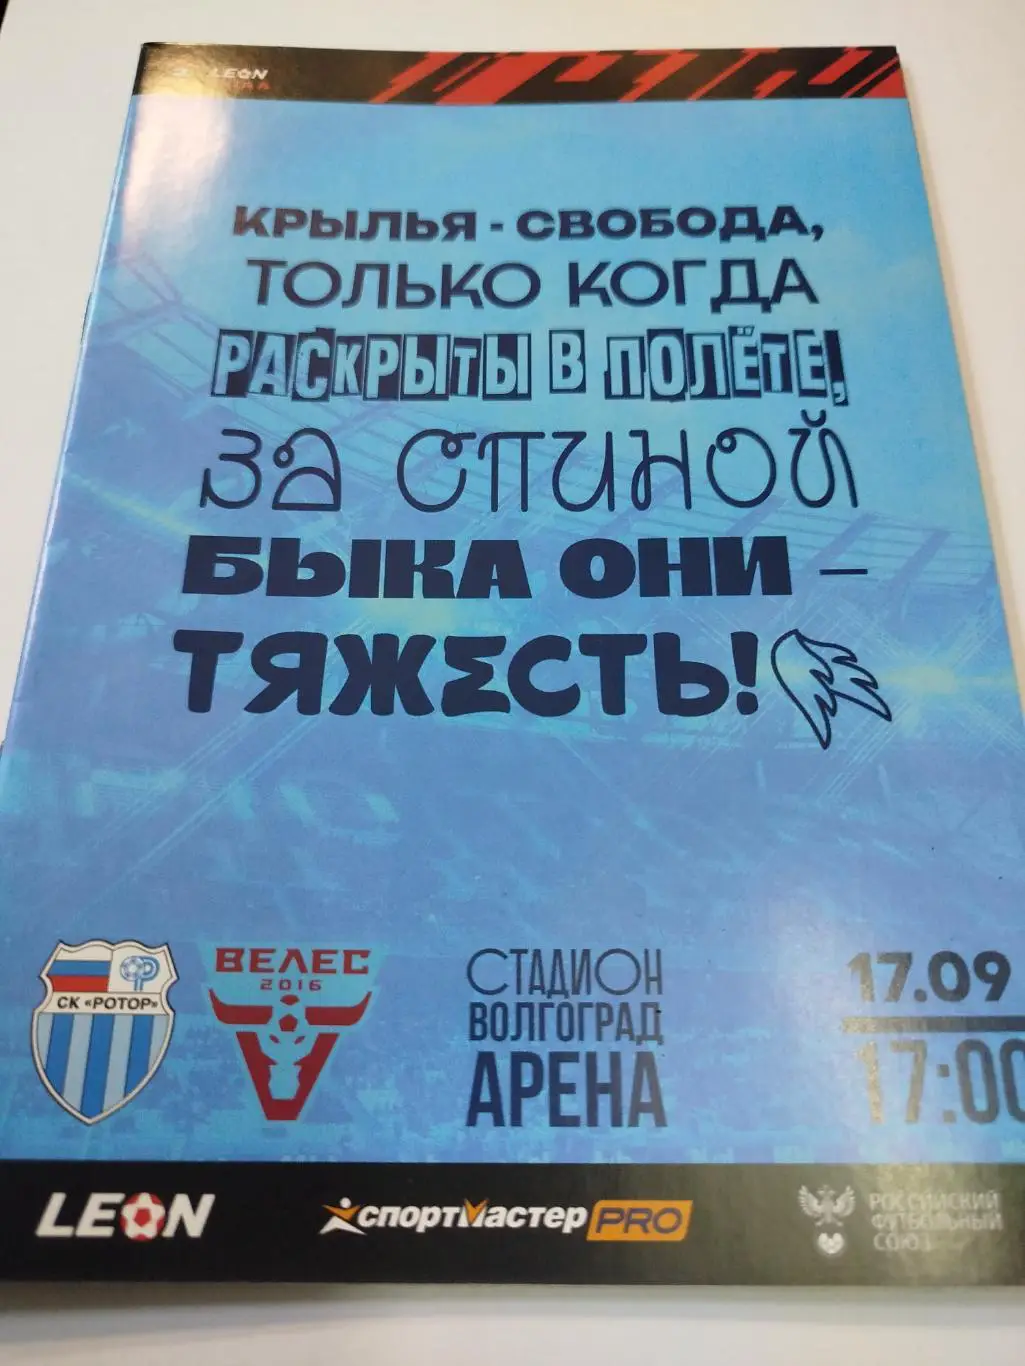 LEON
КРЫЛЬЯ - СВОБОДА,
ТОЛЬКО КОГДА
РАСКРЫТЫ В ПОЛЁТЕ,
ЗА СПИНОЙ
БЫКА ОНИ –
ТЯЖЕСТЬ!
СК «РОТОР»
ВЕЛЕС
2016
СТАДИОН
ВОЛГОГРАД
АРЕНА
17.09
17:00
LEON
СПОРТМАСТЕР PRO
РОССИЙСКИЙ
ФУТБОЛЬНЫЙ
СОЮЗ